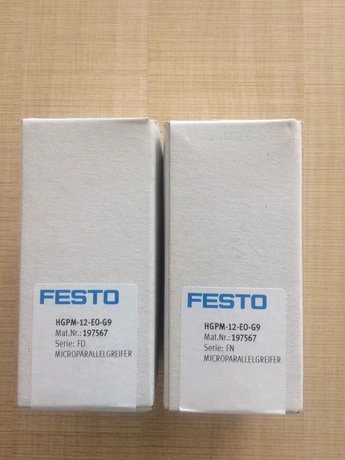 FESTO
HGPM-12-EO-G9
Mat.Nr.: 197567
Serie: FD
MICROPARALLELGREIFER
FESTO
HGPM-12-EO-G9
Mat.Nr.: 197567
Serie: FN
MICROPARALLELGREIFER